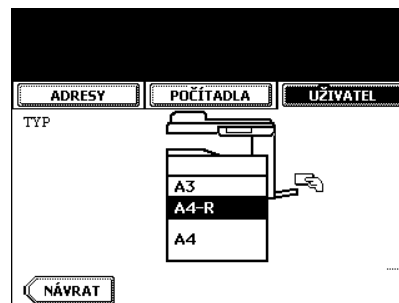 ADRESY POČÍTADLA UŽIVATEL
TYP
A3
A4-R
A4
NÁVRAT